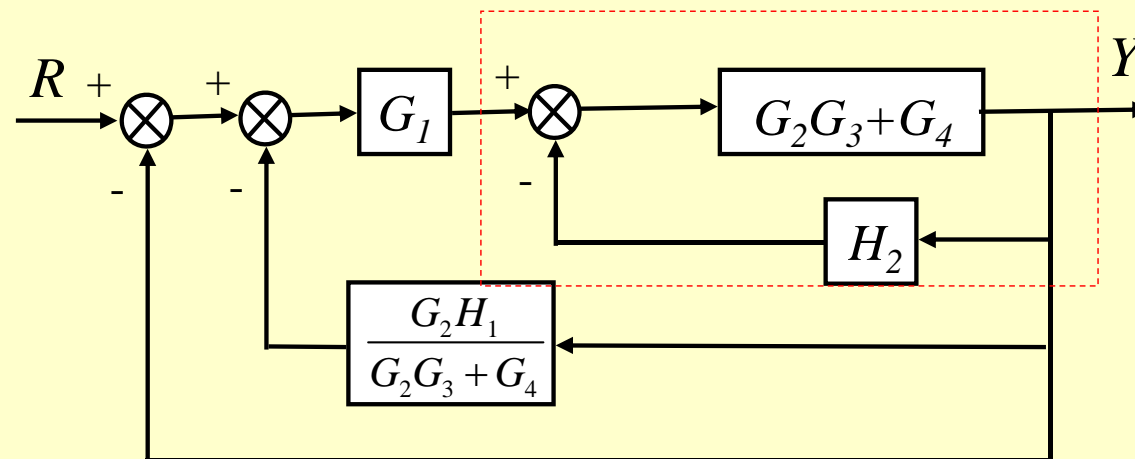 R + + G₁ + G₂G₃+G₄ Y
- - - H₂
G₂H₁
G₂G₃ + G₄